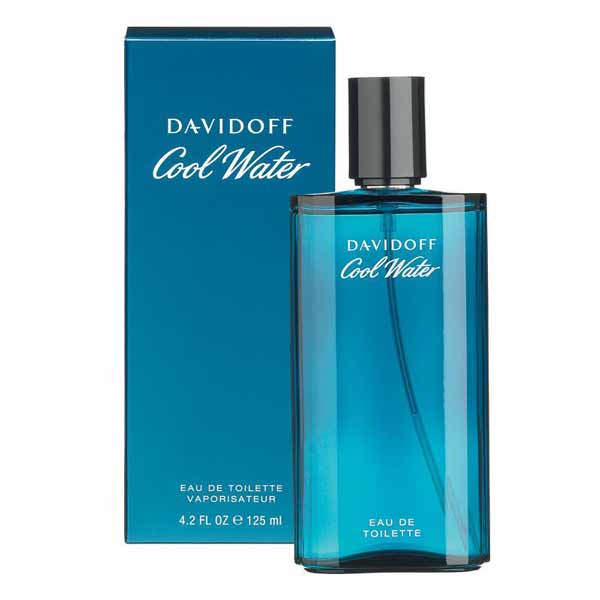 DAVIDOFF
Cool Water
EAU DE TOILETTE
VAPORISATEUR
4.2 FL OZ ℮ 125 ml
DAVIDOFF
Cool Water
EAU DE
TOILETTE